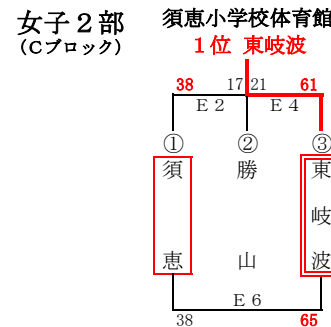 女子２部
（Ｃブロック）
須恵小学校体育館
１位 東岐波
38 17 21 61
Ｅ２ Ｅ４
① ② ③
須恵 勝山 東岐波
Ｅ６
38 65